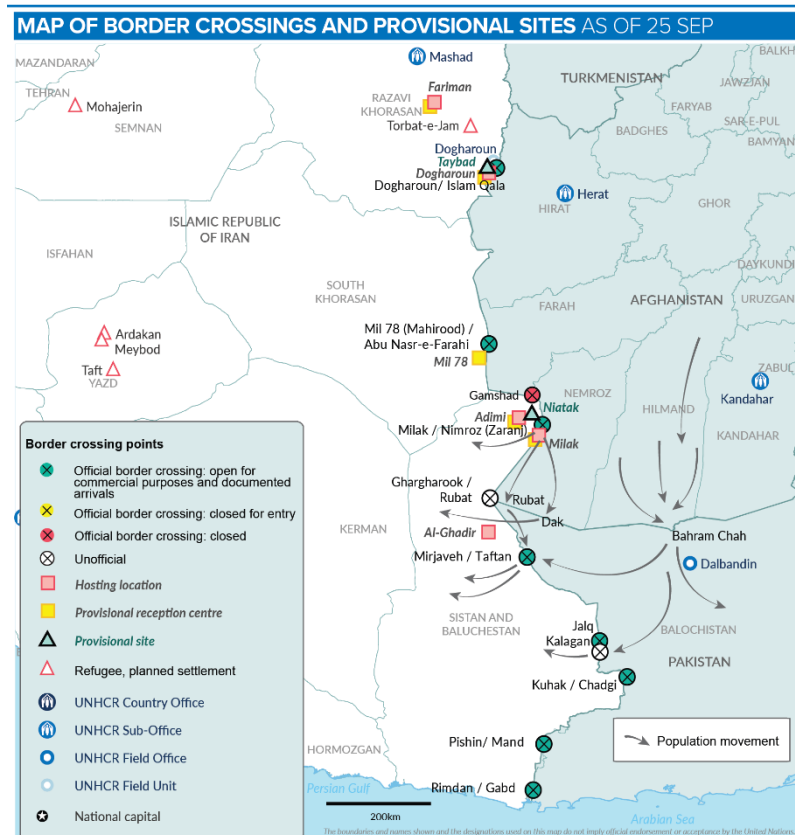 MAP OF BORDER CROSSINGS AND PROVISIONAL SITES AS OF 25 SEP
MAZANDARAN
TEHRAN
Mohajerin
SEMNAN
Mashad
Fariman
RAZAVI
KHORASAN
Torbat-e-Jam
TURKMENISTAN
BALKH
JAWZJAN
FARYAB
SAR-E-PUL
BADGHES
BAMYAN
Dogharoun
Taybad
Dogharoun
Dogharoun/ Islam Qala
Herat
HIRAT
GHOR
ISLAMIC REPUBLIC
OF IRAN
ISFAHAN
SOUTH
KHORASAN
DAYKUNDI
FARAH
AFGHANISTAN
URUZGAN
Mil 78 (Mahirood) /
Abu Nasr-e-Farahi
Mil 78
Ardakan
Meybod
Taft
YAZD
ZABUL
Kandahar
Gamshad
NEMROZ
Niatak
Adimi
HILMAND
Milak / Nimroz (Zaranj)
Milak
KANDAHAR
Ghargharook /
Rubat
Rubat
Dak
KERMAN
Al-Ghadir
Bahram Chah
Mirjaveh / Taftan
Dalbandin
SISTAN AND
BALUCHESTAN
Jalq
Kalagan
BALOCHISTAN
PAKISTAN
Kuhak / Chadgi
Pishin/ Mand
HORMOZGAN
Rimdan / Gabd
Persian Gulf
Arabian Sea
200km
Population movement
Border crossing points
Official border crossing: open for
commercial purposes and documented
arrivals
Official border crossing: closed for entry
Official border crossing: closed
Unofficial
Hosting location
Provisional reception centre
Provisional site
Refugee, planned settlement
UNHCR Country Office
UNHCR Sub-Office
UNHCR Field Office
UNHCR Field Unit
National capital
The boundaries and names shown and the designations used on this map do not imply official endorsement or acceptance by the United Nations